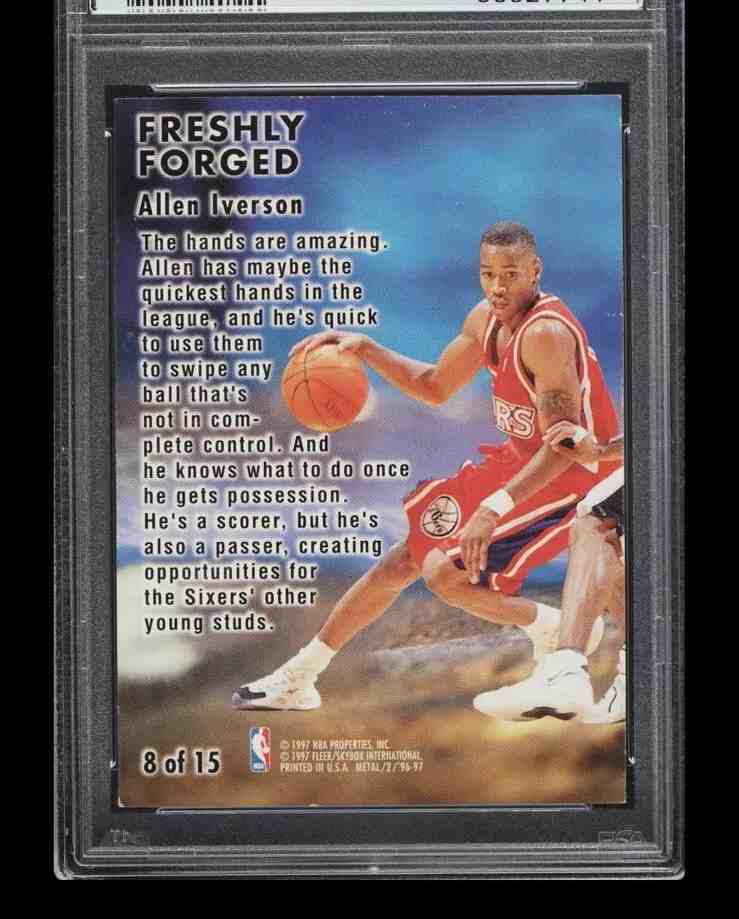 FRESHLY
FORGED
Allen Iverson
The hands are amazing.
Allen has maybe the
quickest hands in the
league, and he's quick
to use them
to swipe any
ball that's
not in com-
plete control. And
he knows what to do once
he gets possession.
He's a scorer, but he's
also a passer, creating
opportunities for
the Sixers' other
young studs.
RS
8 of 15
NBA
© 1997 NBA PROPERTIES, INC.
© 1997 FLEER/SKYBOX INTERNATIONAL.
PRINTED IN U.S.A. METAL/2/'96-97